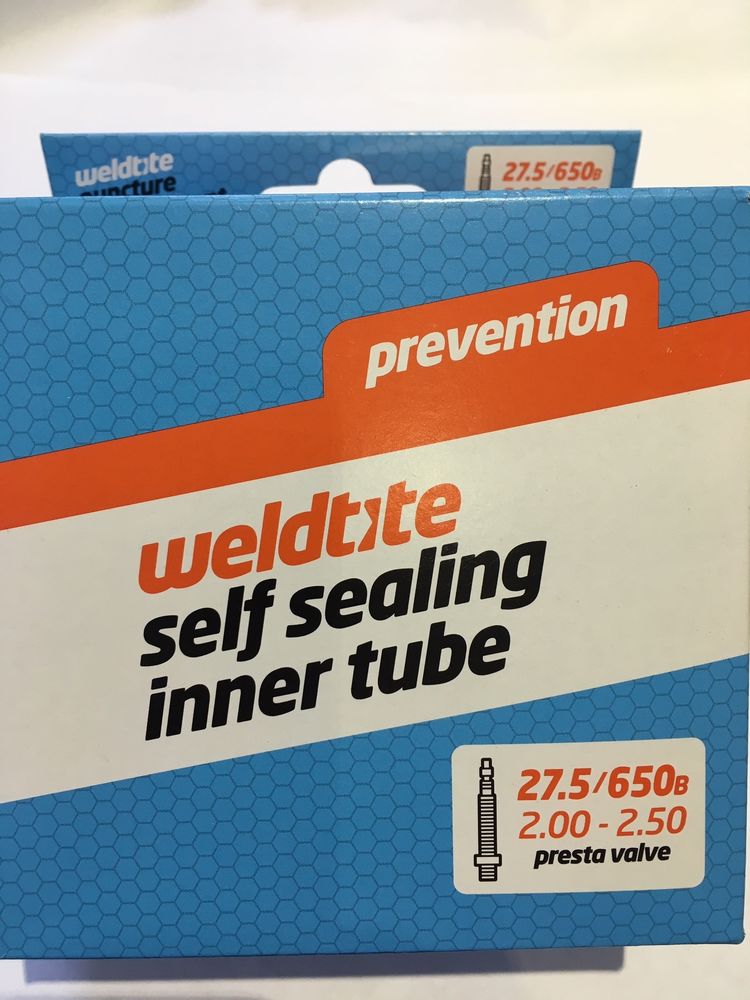 weldtite
puncture
27.5/650B
prevention
weldtite
self sealing
inner tube
27.5/650B
2.00 - 2.50
presta valve